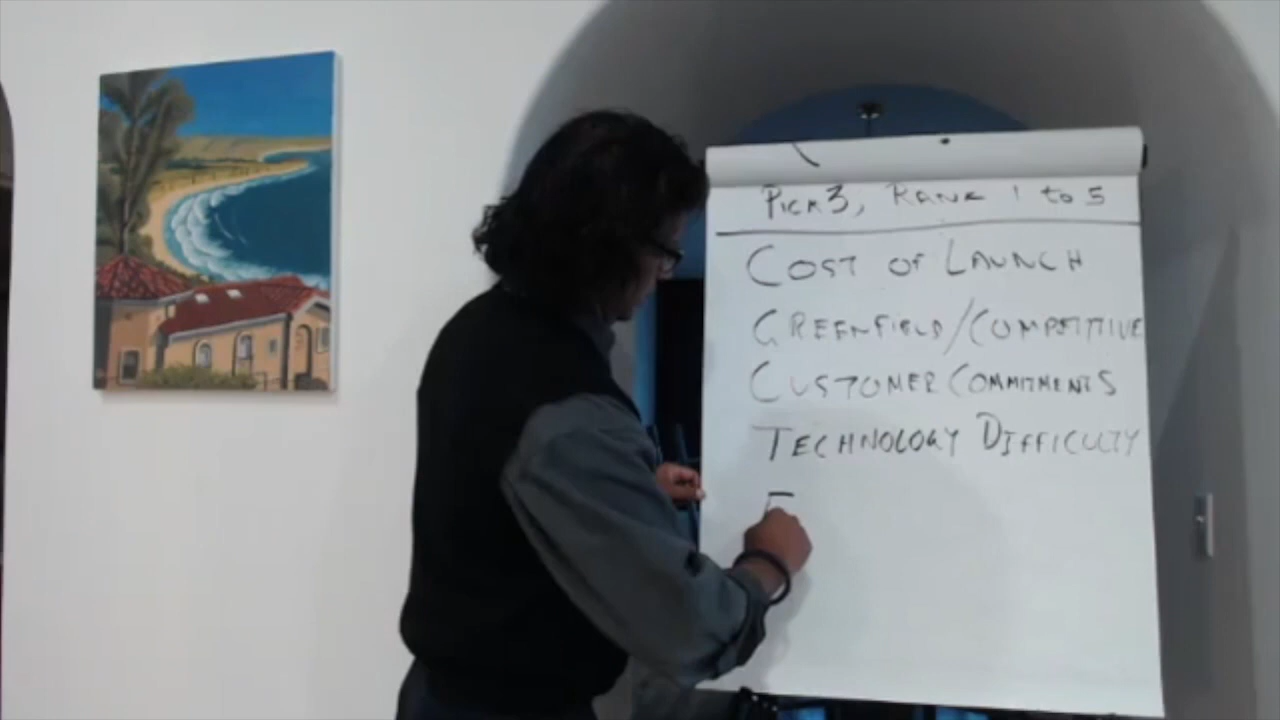 PICK 3, RANK 1 to 5
COST OF LAUNCH
GREENFIELD/COMPETITIVE
CUSTOMER COMMITMENTS
TECHNOLOGY DIFFICULTY